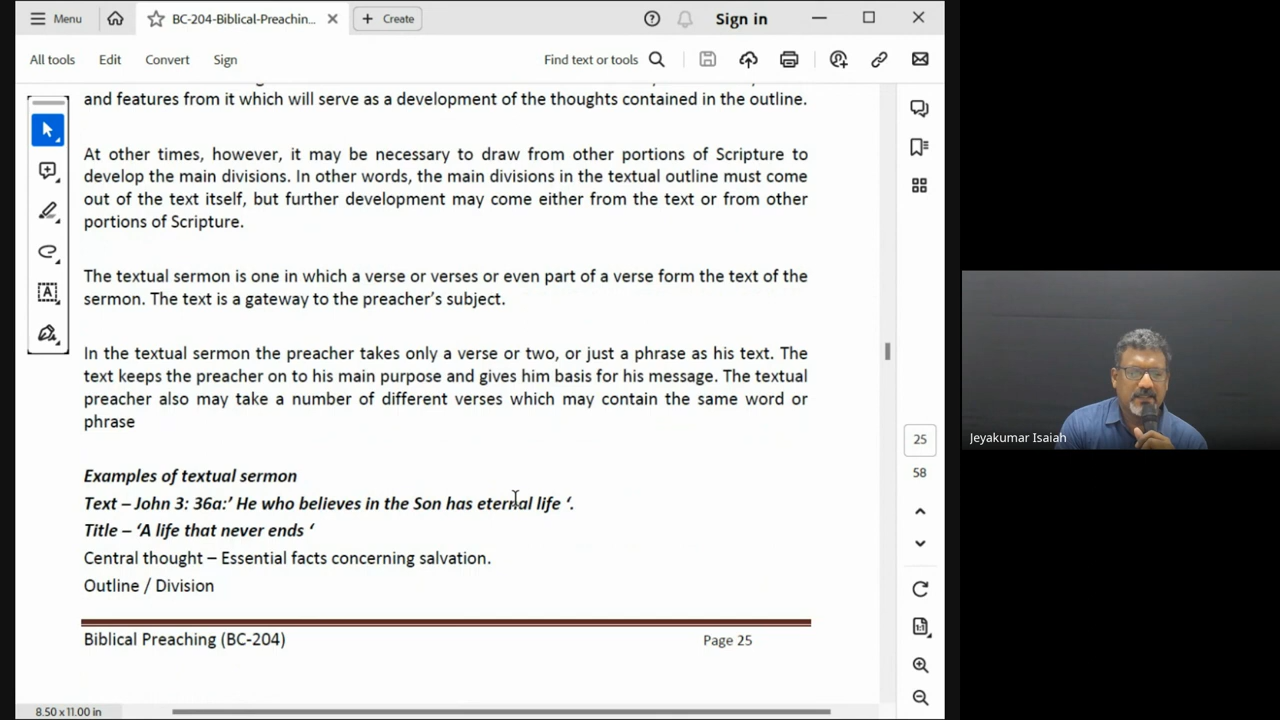 Menu
BC-204-Biblical-Preachin...
Create
Sign in
All tools
Edit
Convert
Sign
Find text or tools
and features from it which will serve as a development of the thoughts contained in the outline.
At other times, however, it may be necessary to draw from other portions of Scripture to
develop the main divisions. In other words, the main divisions in the textual outline must come
out of the text itself, but further development may come either from the text or from other
portions of Scripture.
The textual sermon is one in which a verse or verses or even part of a verse form the text of the
sermon. The text is a gateway to the preacher’s subject.
In the textual sermon the preacher takes only a verse or two, or just a phrase as his text. The
text keeps the preacher on to his main purpose and gives him basis for his message. The textual
preacher also may take a number of different verses which may contain the same word or
phrase
Examples of textual sermon
Text – John 3: 36a:’ He who believes in the Son has eternal life ‘.
Title – ‘A life that never ends ‘
Central thought – Essential facts concerning salvation.
Outline / Division
Biblical Preaching (BC-204)
Page 25
8.50 x 11.00 in
25
58
1:1
Jeyakumar Isaiah